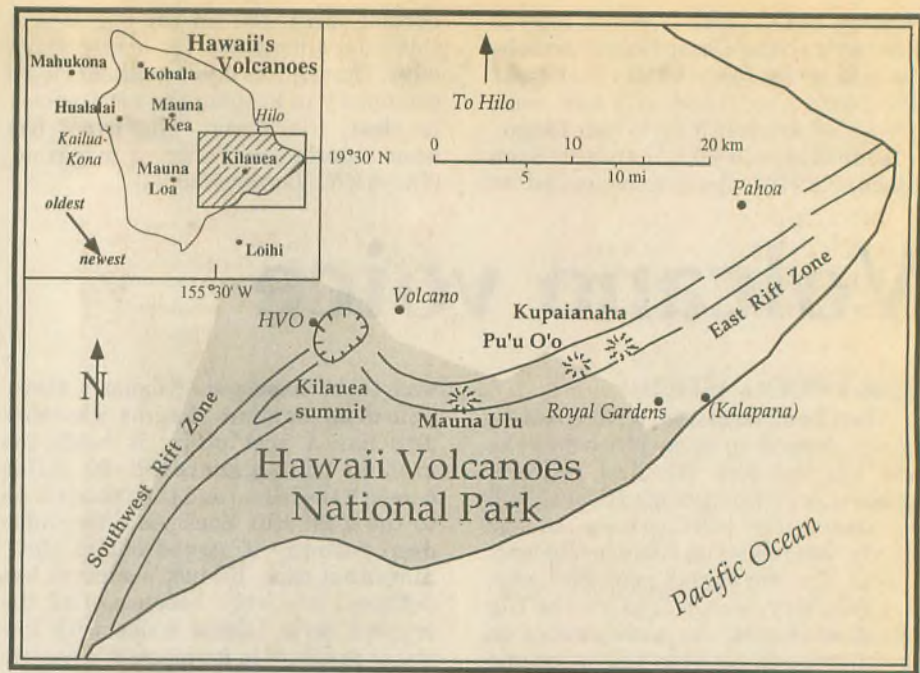 Hawaii's
Volcanoes
Mahukona
Kohala
Hualalai
Kailua-
Kona
Mauna
Kea
Hilo
Kilauea
Mauna
Loa
oldest
newest
Loihi
19°30' N
155°30' W
To Hilo
0 10 20 km
5 10 mi
Pahoa
Volcano
HVO
N
Kupaianaha
Pu'u O'o
East Rift Zone
Kilauea
summit
Mauna Ulu
Royal Gardens
(Kalapana)
Southwest Rift Zone
Hawaii Volcanoes
National Park
Pacific Ocean